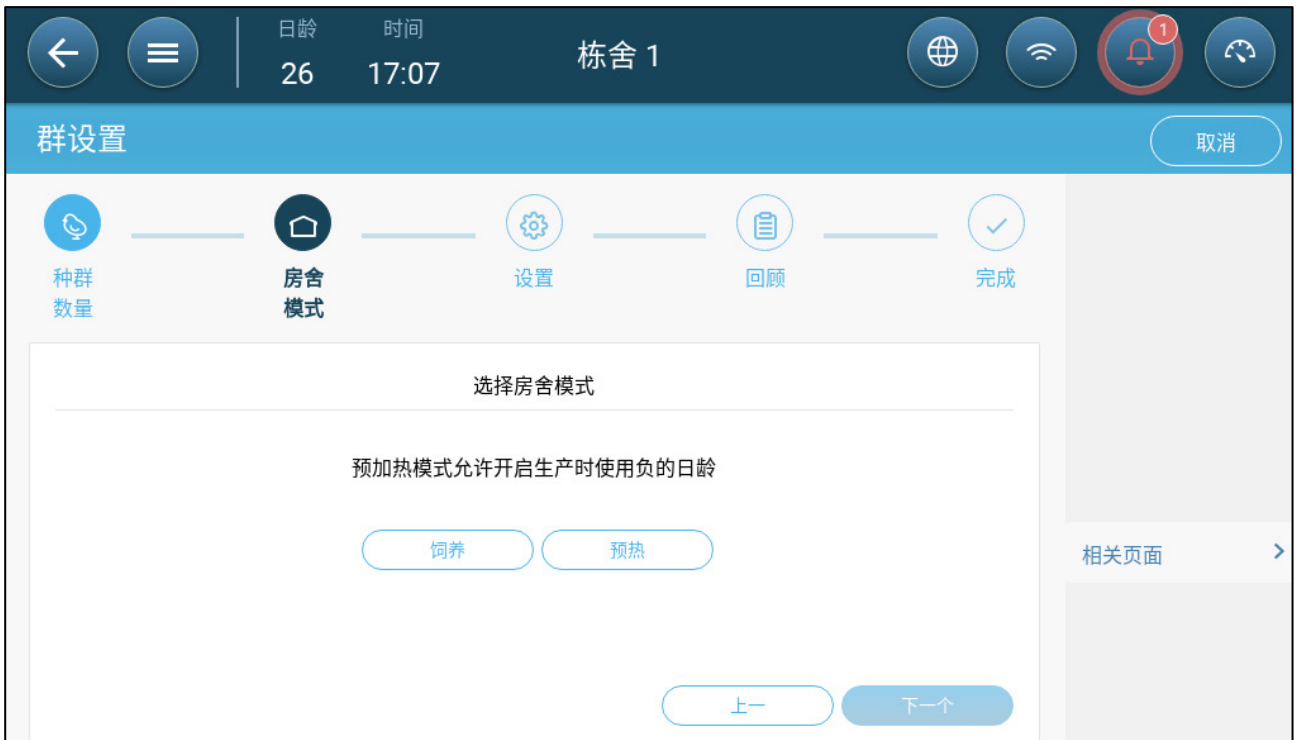 日龄
时间
26
17:07
栋舍 1
1
群设置
取消
种群
数量
房舍
模式
设置
回顾
完成
选择房舍模式
预加热模式允许开启生产时使用负的日龄
饲养
预热
相关页面
上一
下一个